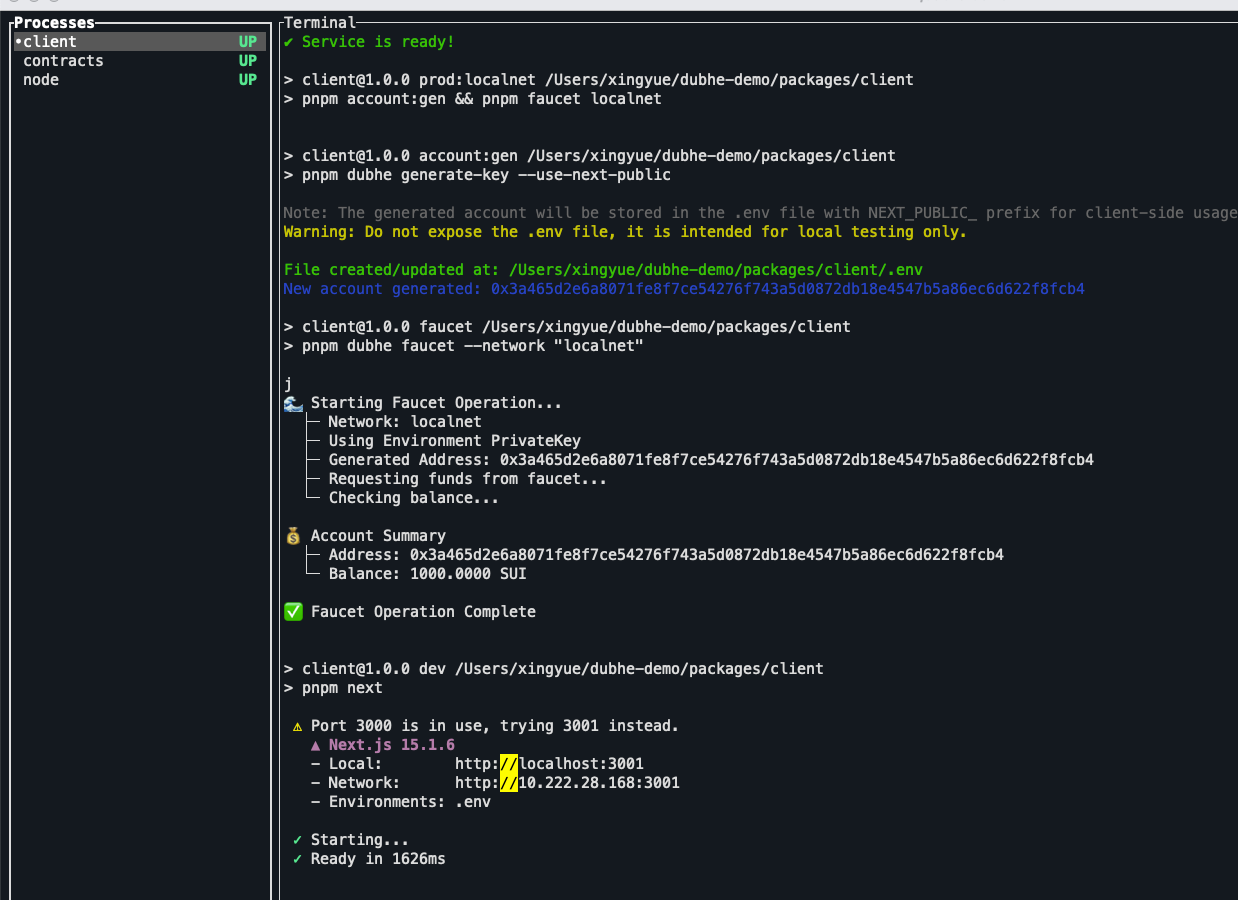 Processes
•client UP
contracts UP
node UP
Terminal
✔ Service is ready!
> client@1.0.0 prod:localnet /Users/xingyue/dubhe-demo/packages/client
> pnpm account:gen && pnpm faucet localnet
> client@1.0.0 account:gen /Users/xingyue/dubhe-demo/packages/client
> pnpm dubhe generate-key --use-next-public
Note: The generated account will be stored in the .env file with NEXT_PUBLIC_ prefix for client-side usage
Warning: Do not expose the .env file, it is intended for local testing only.
File created/updated at: /Users/xingyue/dubhe-demo/packages/client/.env
New account generated: 0x3a465d2e6a8071fe8f7ce54276f743a5d0872db18e4547b5a86ec6d622f8fcb4
> client@1.0.0 faucet /Users/xingyue/dubhe-demo/packages/client
> pnpm dubhe faucet --network "localnet"
j
🌊 Starting Faucet Operation...
├─ Network: localnet
├─ Using Environment PrivateKey
├─ Generated Address: 0x3a465d2e6a8071fe8f7ce54276f743a5d0872db18e4547b5a86ec6d622f8fcb4
├─ Requesting funds from faucet...
└─ Checking balance...
💰 Account Summary
├─ Address: 0x3a465d2e6a8071fe8f7ce54276f743a5d0872db18e4547b5a86ec6d622f8fcb4
└─ Balance: 1000.0000 SUI
✅ Faucet Operation Complete
> client@1.0.0 dev /Users/xingyue/dubhe-demo/packages/client
> pnpm next
⚠ Port 3000 is in use, trying 3001 instead.
▲ Next.js 15.1.6
- Local: http://localhost:3001
- Network: http://10.222.28.168:3001
- Environments: .env
✓ Starting...
✓ Ready in 1626ms